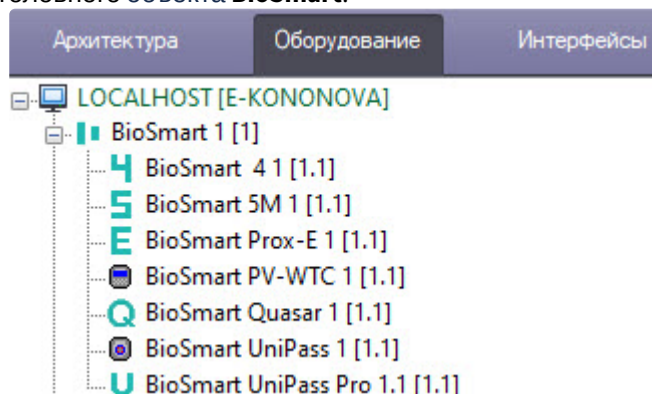 объекта BioSmart.
Архитектура Оборудование Интерфейсы
LOCALHOST [E-KONONOVA]
BioSmart 1 [1]
BioSmart 4 1 [1.1]
BioSmart 5M 1 [1.1]
BioSmart Prox-E 1 [1.1]
BioSmart PV-WTC 1 [1.1]
BioSmart Quasar 1 [1.1]
BioSmart UniPass 1 [1.1]
BioSmart UniPass Pro 1.1 [1.1]